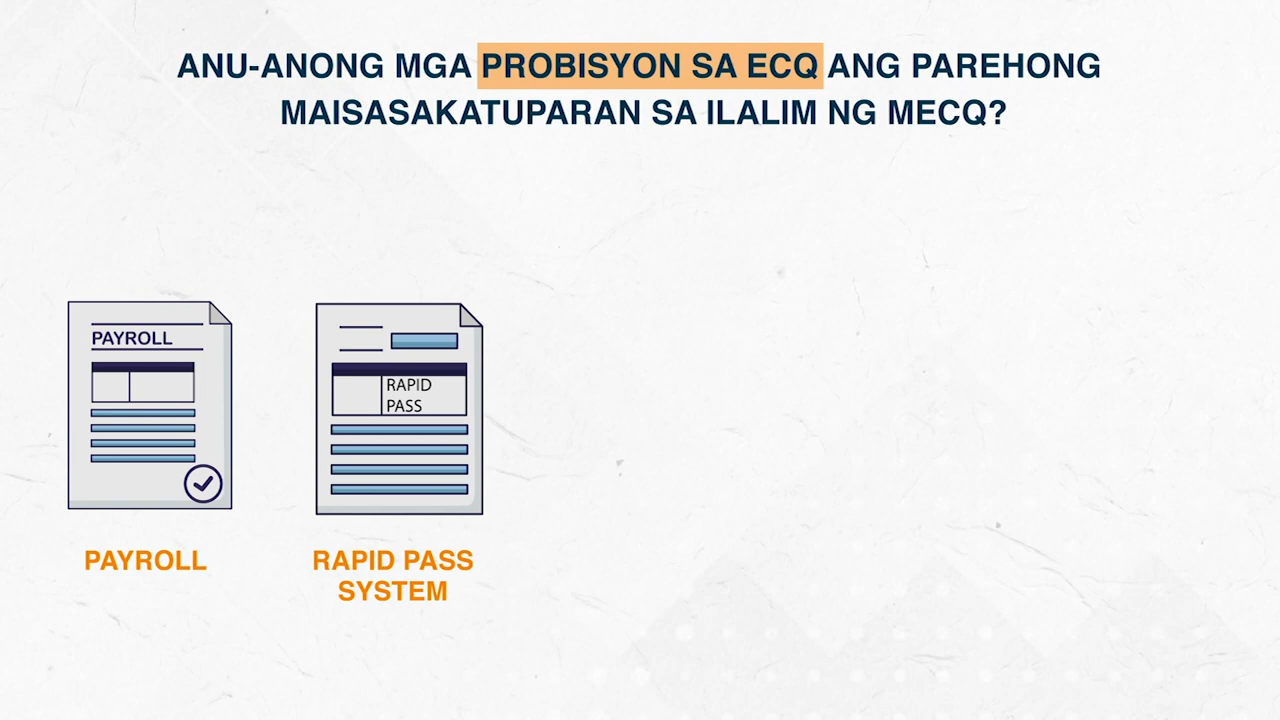 ANU-ANONG MGA PROBISYON SA ECQ ANG PAREHONG
MAISASAKATUPARAN SA ILALIM NG MECQ?
PAYROLL
RAPID
PASS
PAYROLL
RAPID PASS
SYSTEM